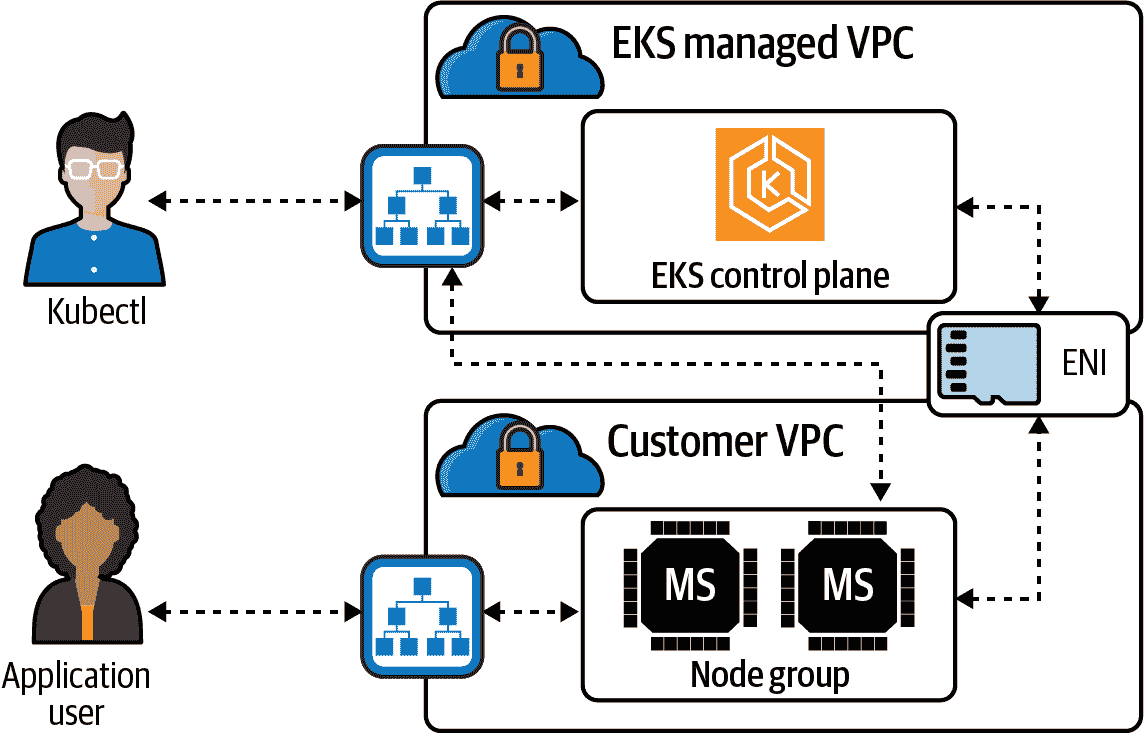 EKS managed VPC
K
EKS control plane
Kubectl
ENI
Customer VPC
MS
MS
Node group
Application
user